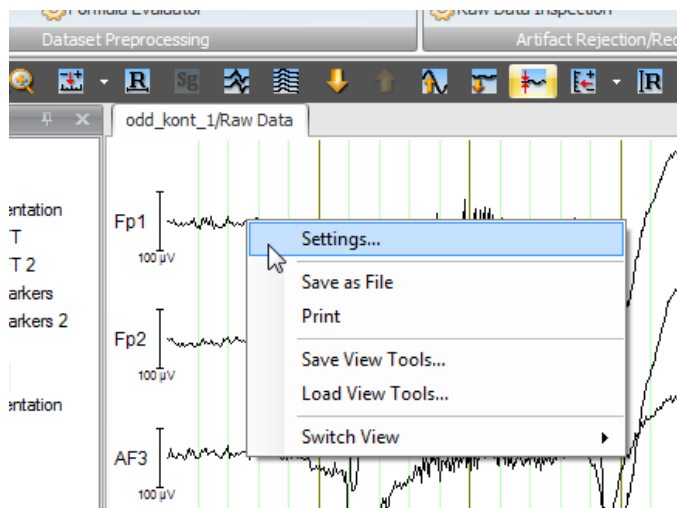 Formula Evaluator
Raw Data Inspection
Dataset Preprocessing
Artifact Rejection/Rec
R
Sg
R
odd_kont_1/Raw Data
entation
T
T 2
arkers
arkers 2
entation
Fp1
100 µV
Fp2
100 µV
AF3
100 µV
Settings...
Save as File
Print
Save View Tools...
Load View Tools...
Switch View